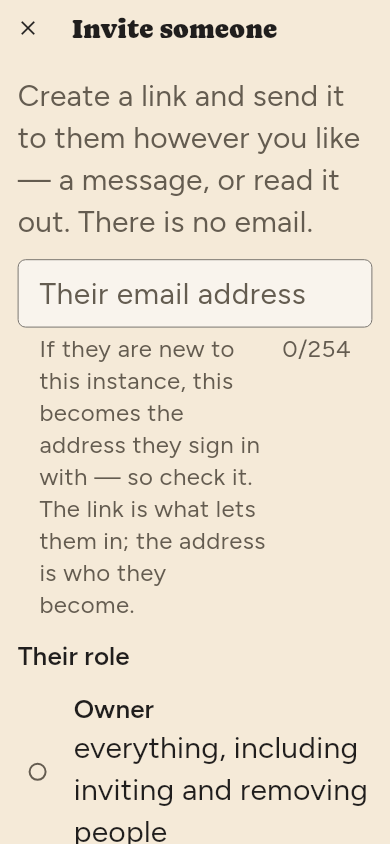 Invite someone
Create a link and send it
to them however you like
— a message, or read it
out. There is no email.
Their email address
If they are new to
0/254
this instance, this
becomes the
address they sign in
with — so check it.
The link is what lets
them in; the address
is who they
become.
Their role
Owner
everything, including
inviting and removing
people